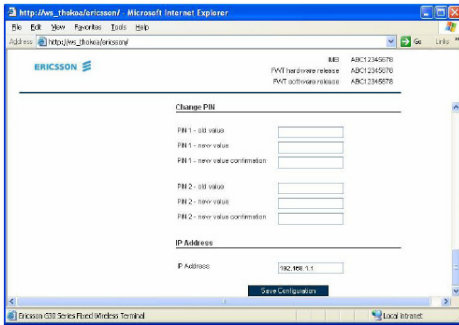 http://ws_thokoa/ericsson/ - Microsoft Internet Explorer
File Edit View Favorites Tools Help
Address http://ws_thokoa/ericsson/ Go Links »
ERICSSON
IMEI ABC12345678
FWT hardware release ABC12345678
FWT software release ABC12345678
Change PIN
PIN 1 - old value
PIN 1 - new value
PIN 1 - new value confirmation
PIN 2 - old value
PIN 2 - new value
PIN 2 - new value confirmation
IP Address
IP Address 192.168.1.1
Save Configuration
Ericsson G30 Series Fixed Wireless Terminal Local intranet